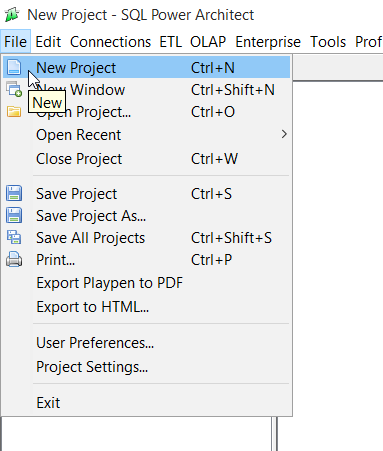 New Project - SQL Power Architect
File Edit Connections ETL OLAP Enterprise Tools Prof
New Project Ctrl+N
New Window Ctrl+Shift+N
New
Open Project... Ctrl+O
Open Recent
Close Project Ctrl+W
Save Project Ctrl+S
Save Project As...
Save All Projects Ctrl+Shift+S
Print... Ctrl+P
Export Playpen to PDF
Export to HTML...
User Preferences...
Project Settings...
Exit